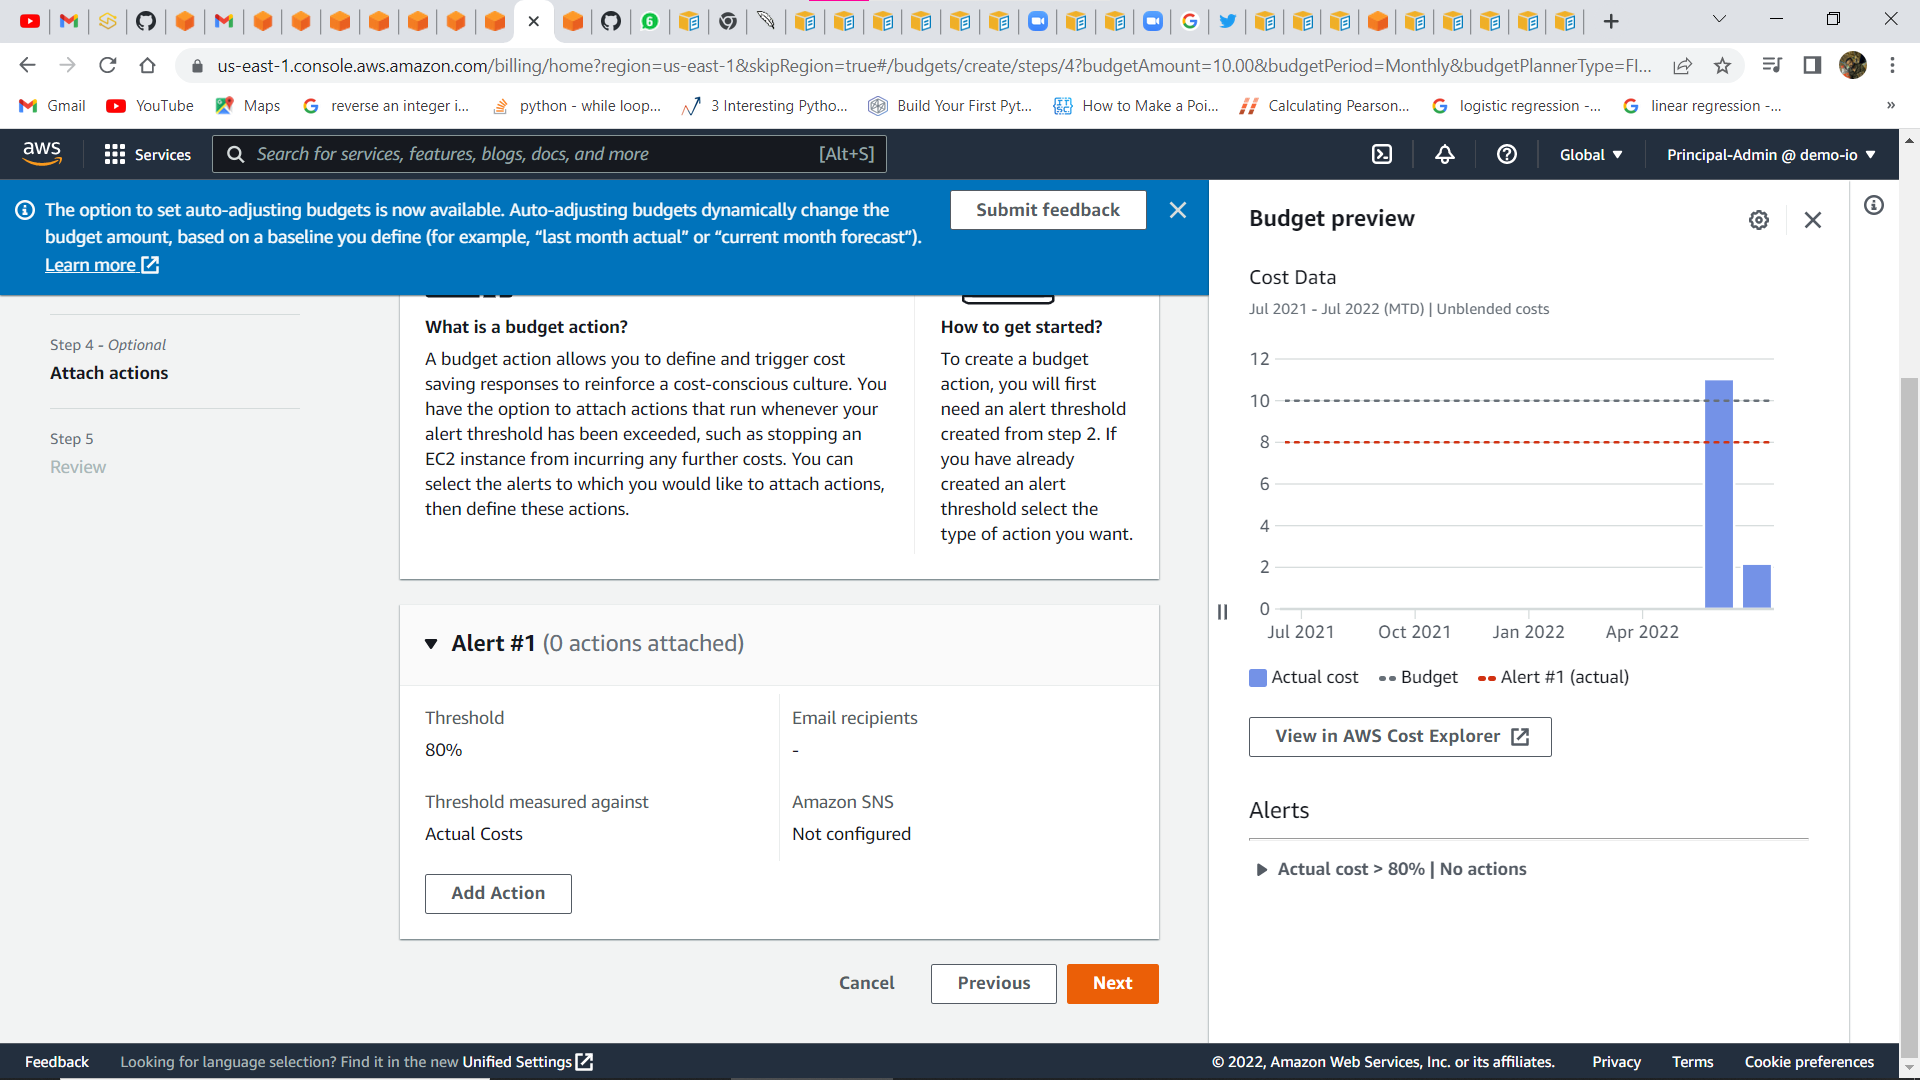 6
us-east-1.console.aws.amazon.com/billing/home?region=us-east-1&skipRegion=true#/budgets/create/steps/4?budgetAmount=10.00&budgetPeriod=Monthly&budgetPlannerType=FI...
Gmail YouTube Maps reverse an integer i... python - while loop... 3 Interesting Pytho... Build Your First Pyt... How to Make a Poi... Calculating Pearson... logistic regression -... linear regression -... »
aws Services Search for services, features, blogs, docs, and more [Alt+S] Global ▼ Principal-Admin @ demo-io ▼
The option to set auto-adjusting budgets is now available. Auto-adjusting budgets dynamically change the
budget amount, based on a baseline you define (for example, “last month actual” or “current month forecast”).
Learn more
Submit feedback
Step 4 - Optional
Attach actions
Step 5
Review
What is a budget action?
A budget action allows you to define and trigger cost
saving responses to reinforce a cost-conscious culture. You
have the option to attach actions that run whenever your
alert threshold has been exceeded, such as stopping an
EC2 instance from incurring any further costs. You can
select the alerts to which you would like to attach actions,
then define these actions.
How to get started?
To create a budget
action, you will first
need an alert threshold
created from step 2. If
you have already
created an alert
threshold select the
type of action you want.
Alert #1 (0 actions attached)
Threshold
80%
Email recipients
-
Threshold measured against
Actual Costs
Amazon SNS
Not configured
Add Action
Cancel Previous Next
Budget preview
Cost Data
Jul 2021 - Jul 2022 (MTD) | Unblended costs
12
10
8
6
4
2
0
Jul 2021 Oct 2021 Jan 2022 Apr 2022
Actual cost Budget Alert #1 (actual)
View in AWS Cost Explorer
Alerts
Actual cost > 80% | No actions
Feedback Looking for language selection? Find it in the new Unified Settings © 2022, Amazon Web Services, Inc. or its affiliates. Privacy Terms Cookie preferences